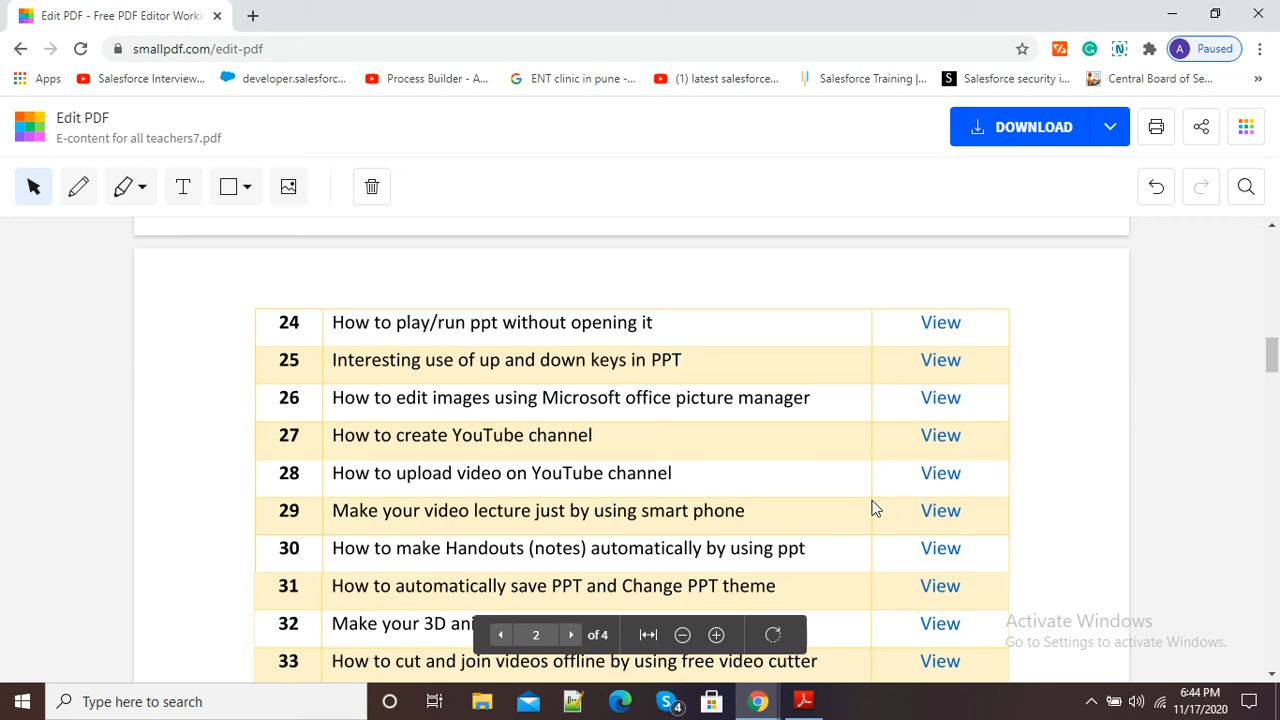 Edit PDF - Free PDF Editor Workin
smallpdf.com/edit-pdf
A Paused
Apps
Salesforce Interview...
developer.salesforc...
Process Builder - A...
ENT clinic in pune -...
(1) latestsalesforce...
Salesforce Training |...
S Salesforce security i...
Central Board of Se...
»
Edit PDF
E-content for all teachers7.pdf
DOWNLOAD
T
24 How to play/run ppt without opening it View
25 Interesting use of up and down keys in PPT View
26 How to edit images using Microsoft office picture manager View
27 How to create YouTube channel View
28 How to upload video on YouTube channel View
29 Make your video lecture just by using smart phone View
30 How to make Handouts (notes) automatically by using ppt View
31 How to automatically save PPT and Change PPT theme View
32 Make your 3D ani View
33 How to cut and join videos offline by using free video cutter View
2 of 4
Activate Windows
Go to Settings to activate Windows.
Type here to search
4
6:44 PM
11/17/2020